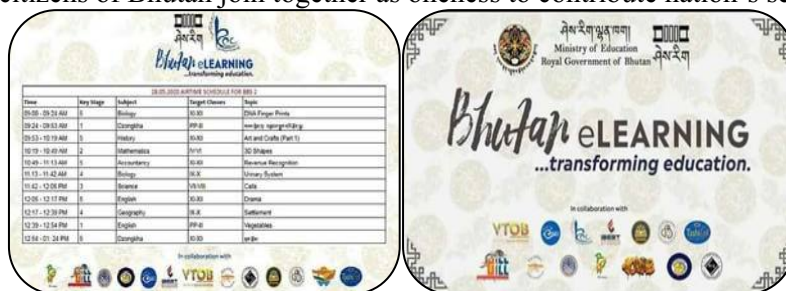 citizens of Bhutan join together as oneness to contribute nation's se
Bhutan eLEARNING
...transforming education.
AIRTIME SCHEDULE FOR BBS 2
Time Key Stage Subject Target Classes Topic
09:00 - 09:24 AM 5 Biology XI-XII DNA Finger Prints
09:24 - 09:53 AM 1 Dzongkha PP-III
09:53 - 10:19 AM 5 History XI-XII Art and Crafts (Part 1)
10:19 - 10:49 AM 2 Mathematics IV-VI 3D Shapes
10:49 - 11:13 AM 5 Accountancy XI-XII Revenue Recognition
11:13 - 11:42 AM 4 Biology IX-X Urinary System
11:42 - 12:06 PM 3 Science VII-VIII Cells
12:06 - 12:17 PM 5 English XI-XII Drama
12:17 - 12:39 PM 4 Geography IX-X Settlement
12:39 - 12:54 PM 1 English PP-III Vegetables
12:54 - 01:24 PM 5 Dzongkha XI-XII
In collaboration with
VTOB
ཤེས་རིག་ལྷན་ཁག།
Ministry of Education
Royal Government of Bhutan
ཤེས་རིག
Bhutan eLEARNING
...transforming education.
In collaboration with
VTOB